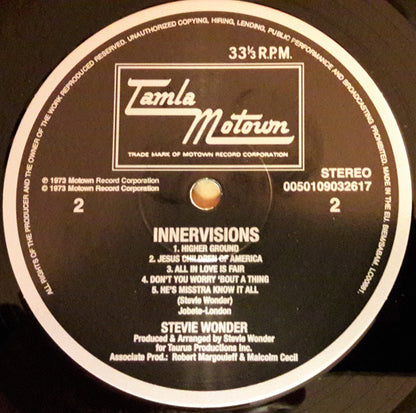 ALL RIGHTS OF THE PRODUCER AND THE OWNER OF THE WORK REPRODUCED RESERVED. UNAUTHORIZED COPYING, HIRING, LENDING, PUBLIC PERFORMANCE AND BROADCASTING PROHIBITED. MADE IN THE EU. BIEM/SABAM.
33⅓ R.P.M.
Tamla
Motown
TRADE MARK OF MOTOWN RECORD CORPORATION
℗ 1973 Motown Record Corporation
© 1973 Motown Record Corporation
STEREO
0050109032617
2
2
INNERVISIONS
1. HIGHER GROUND
2. JESUS CHILDREN OF AMERICA
3. ALL IN LOVE IS FAIR
4. DON'T YOU WORRY 'BOUT A THING
5. HE'S MISSTRA KNOW IT ALL
(Stevie Wonder)
Jobete-London
STEVIE WONDER
Produced & Arranged by Stevie Wonder
for Taurus Productions Inc.
Associate Prod.: Robert Margouleff & Malcolm Cecil